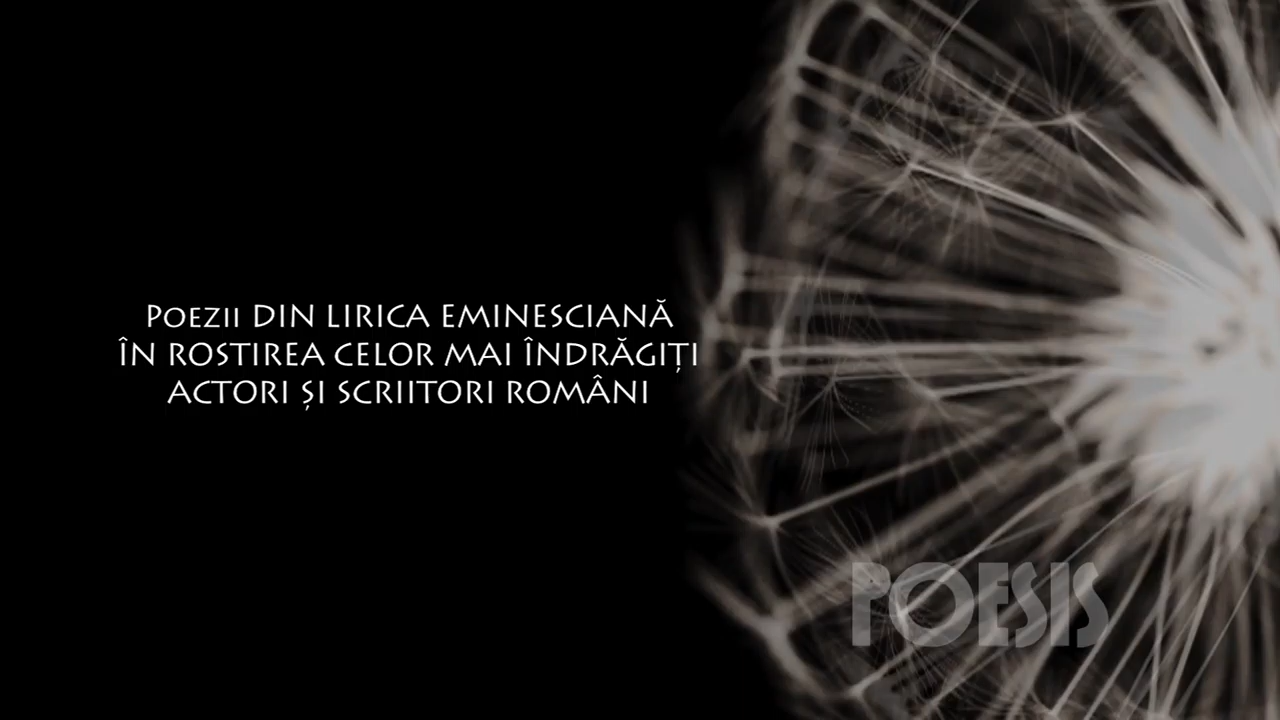 Poezii DIN LIRICA EMINESCIANĂ
ÎN ROSTIREA CELOR MAI ÎNDRĂGIȚI
ACTORI ȘI SCRIITORI ROMÂNI
POESIS